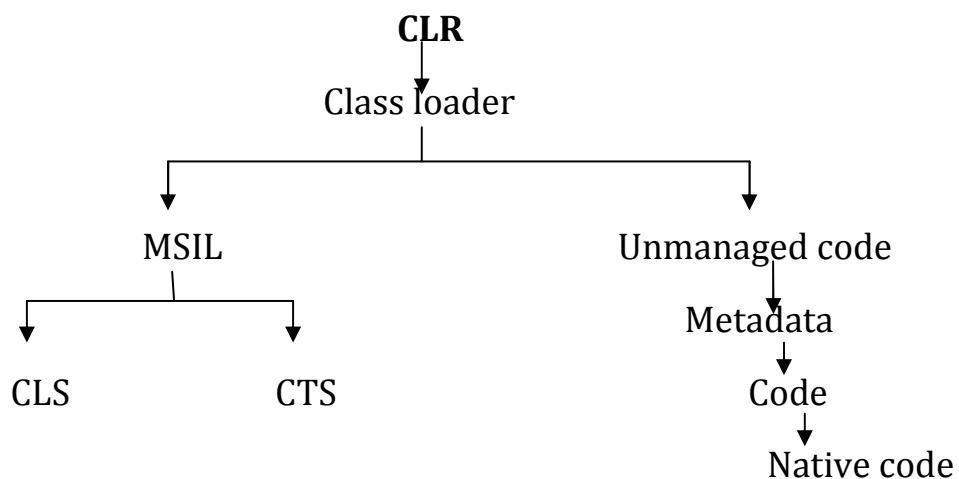 CLR
Class loader
MSIL
Unmanaged code
Metadata
CLS
CTS
Code
Native code